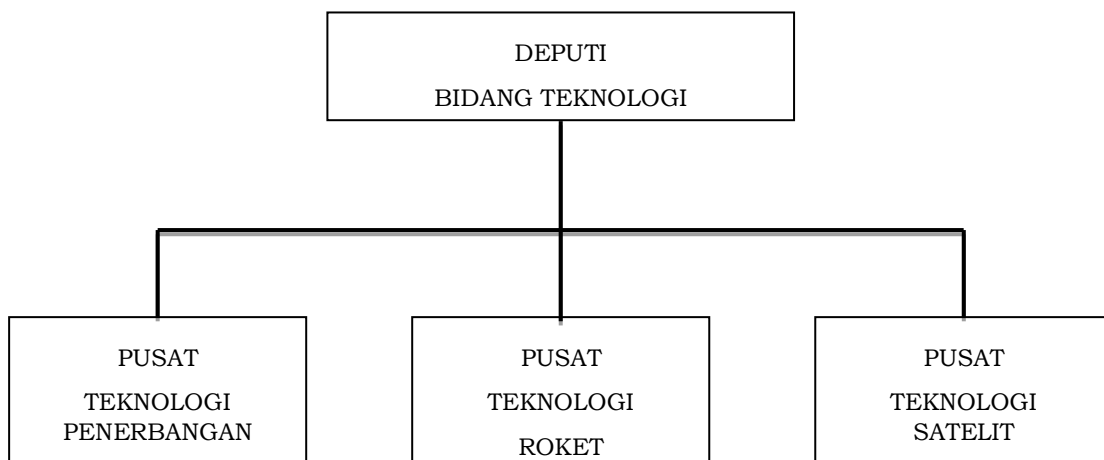 DEPUTI
BIDANG TEKNOLOGI
PUSAT
TEKNOLOGI
PENERBANGAN
PUSAT
TEKNOLOGI
ROKET
PUSAT
TEKNOLOGI
SATELIT